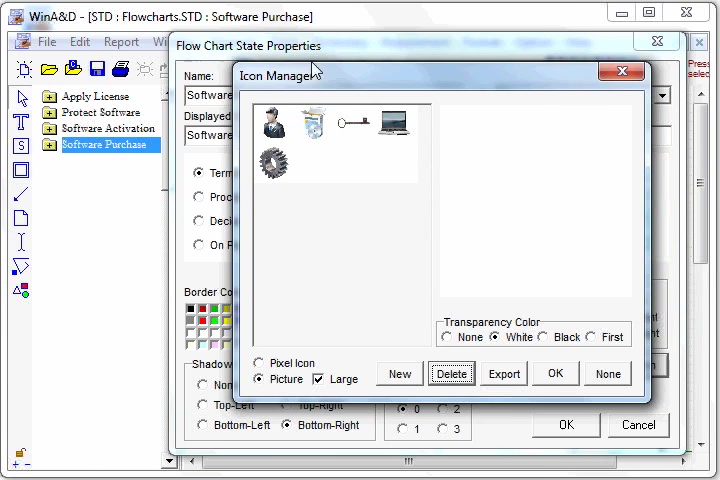 WinA&D - [STD : Flowcharts.STD : Software Purchase]
File Edit Report Wi
Flow Chart State Properties
Icon Manager
Name:
Software
Displayed
Software
Apply License
Protect Software
Software Activation
Software Purchase
Term
Proc
Deci
On P
Border Co
Shadow
Non
Top-Left Top-Right
Bottom-Left Bottom-Right
0 2
1 3
OK Cancel
Transparency Color
None White Black First
Pixel Icon
Picture Large
New Delete Export OK None
Press
selec
S